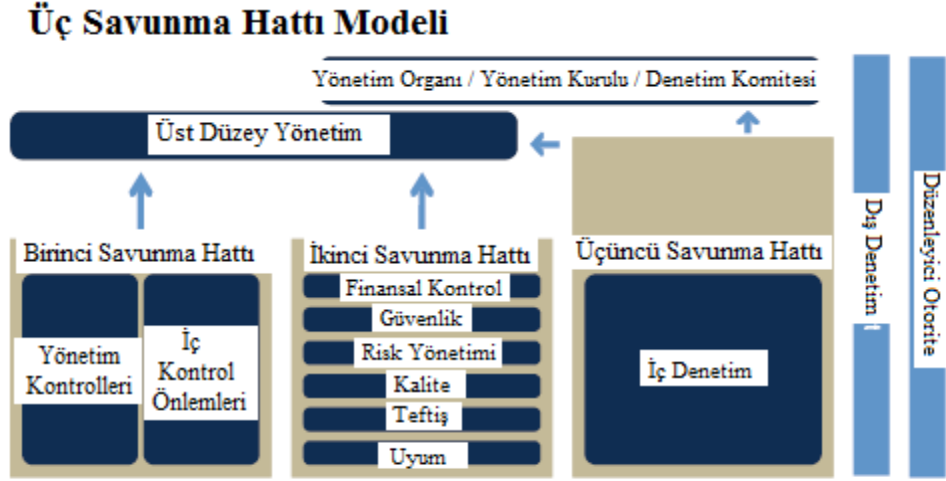 Üç Savunma Hattı Modeli
Yönetim Organı / Yönetim Kurulu / Denetim Komitesi
Üst Düzey Yönetim
Birinci Savunma Hattı
Yönetim
Kontrolleri
İç
Kontrol
Önlemleri
İkinci Savunma Hattı
Finansal Kontrol
Güvenlik
Risk Yönetimi
Kalite
Teftiş
Uyum
Üçüncü Savunma Hattı
İç Denetim
Dış Denetim
Düzenleyici Otorite